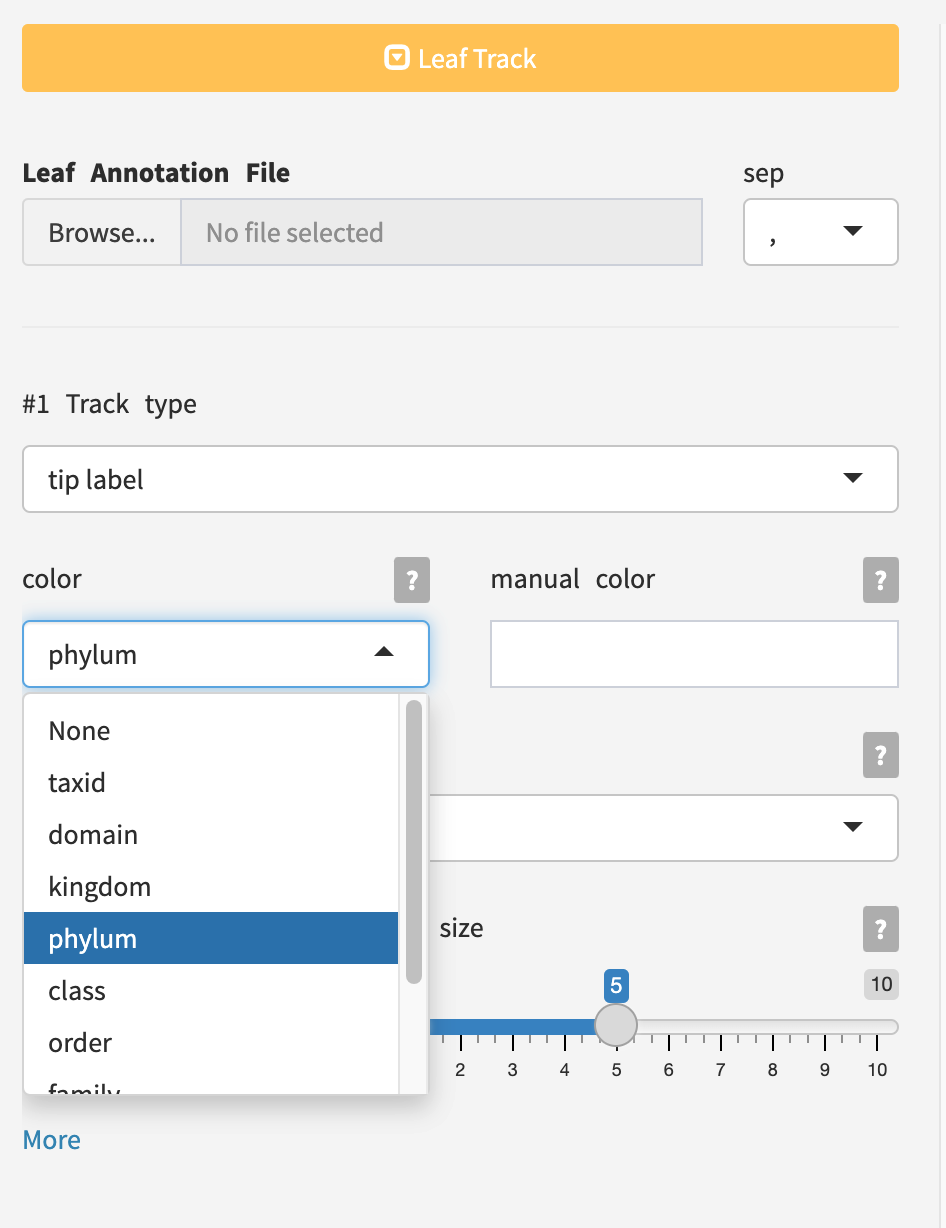 Leaf Track
Leaf Annotation File
sep
Browse...
No file selected
,
#1 Track type
tip label
color
?
manual color
?
phylum
None
taxid
domain
kingdom
phylum
class
order
family
?
size
?
5
10
2 3 4 5 6 7 8 9 10
More